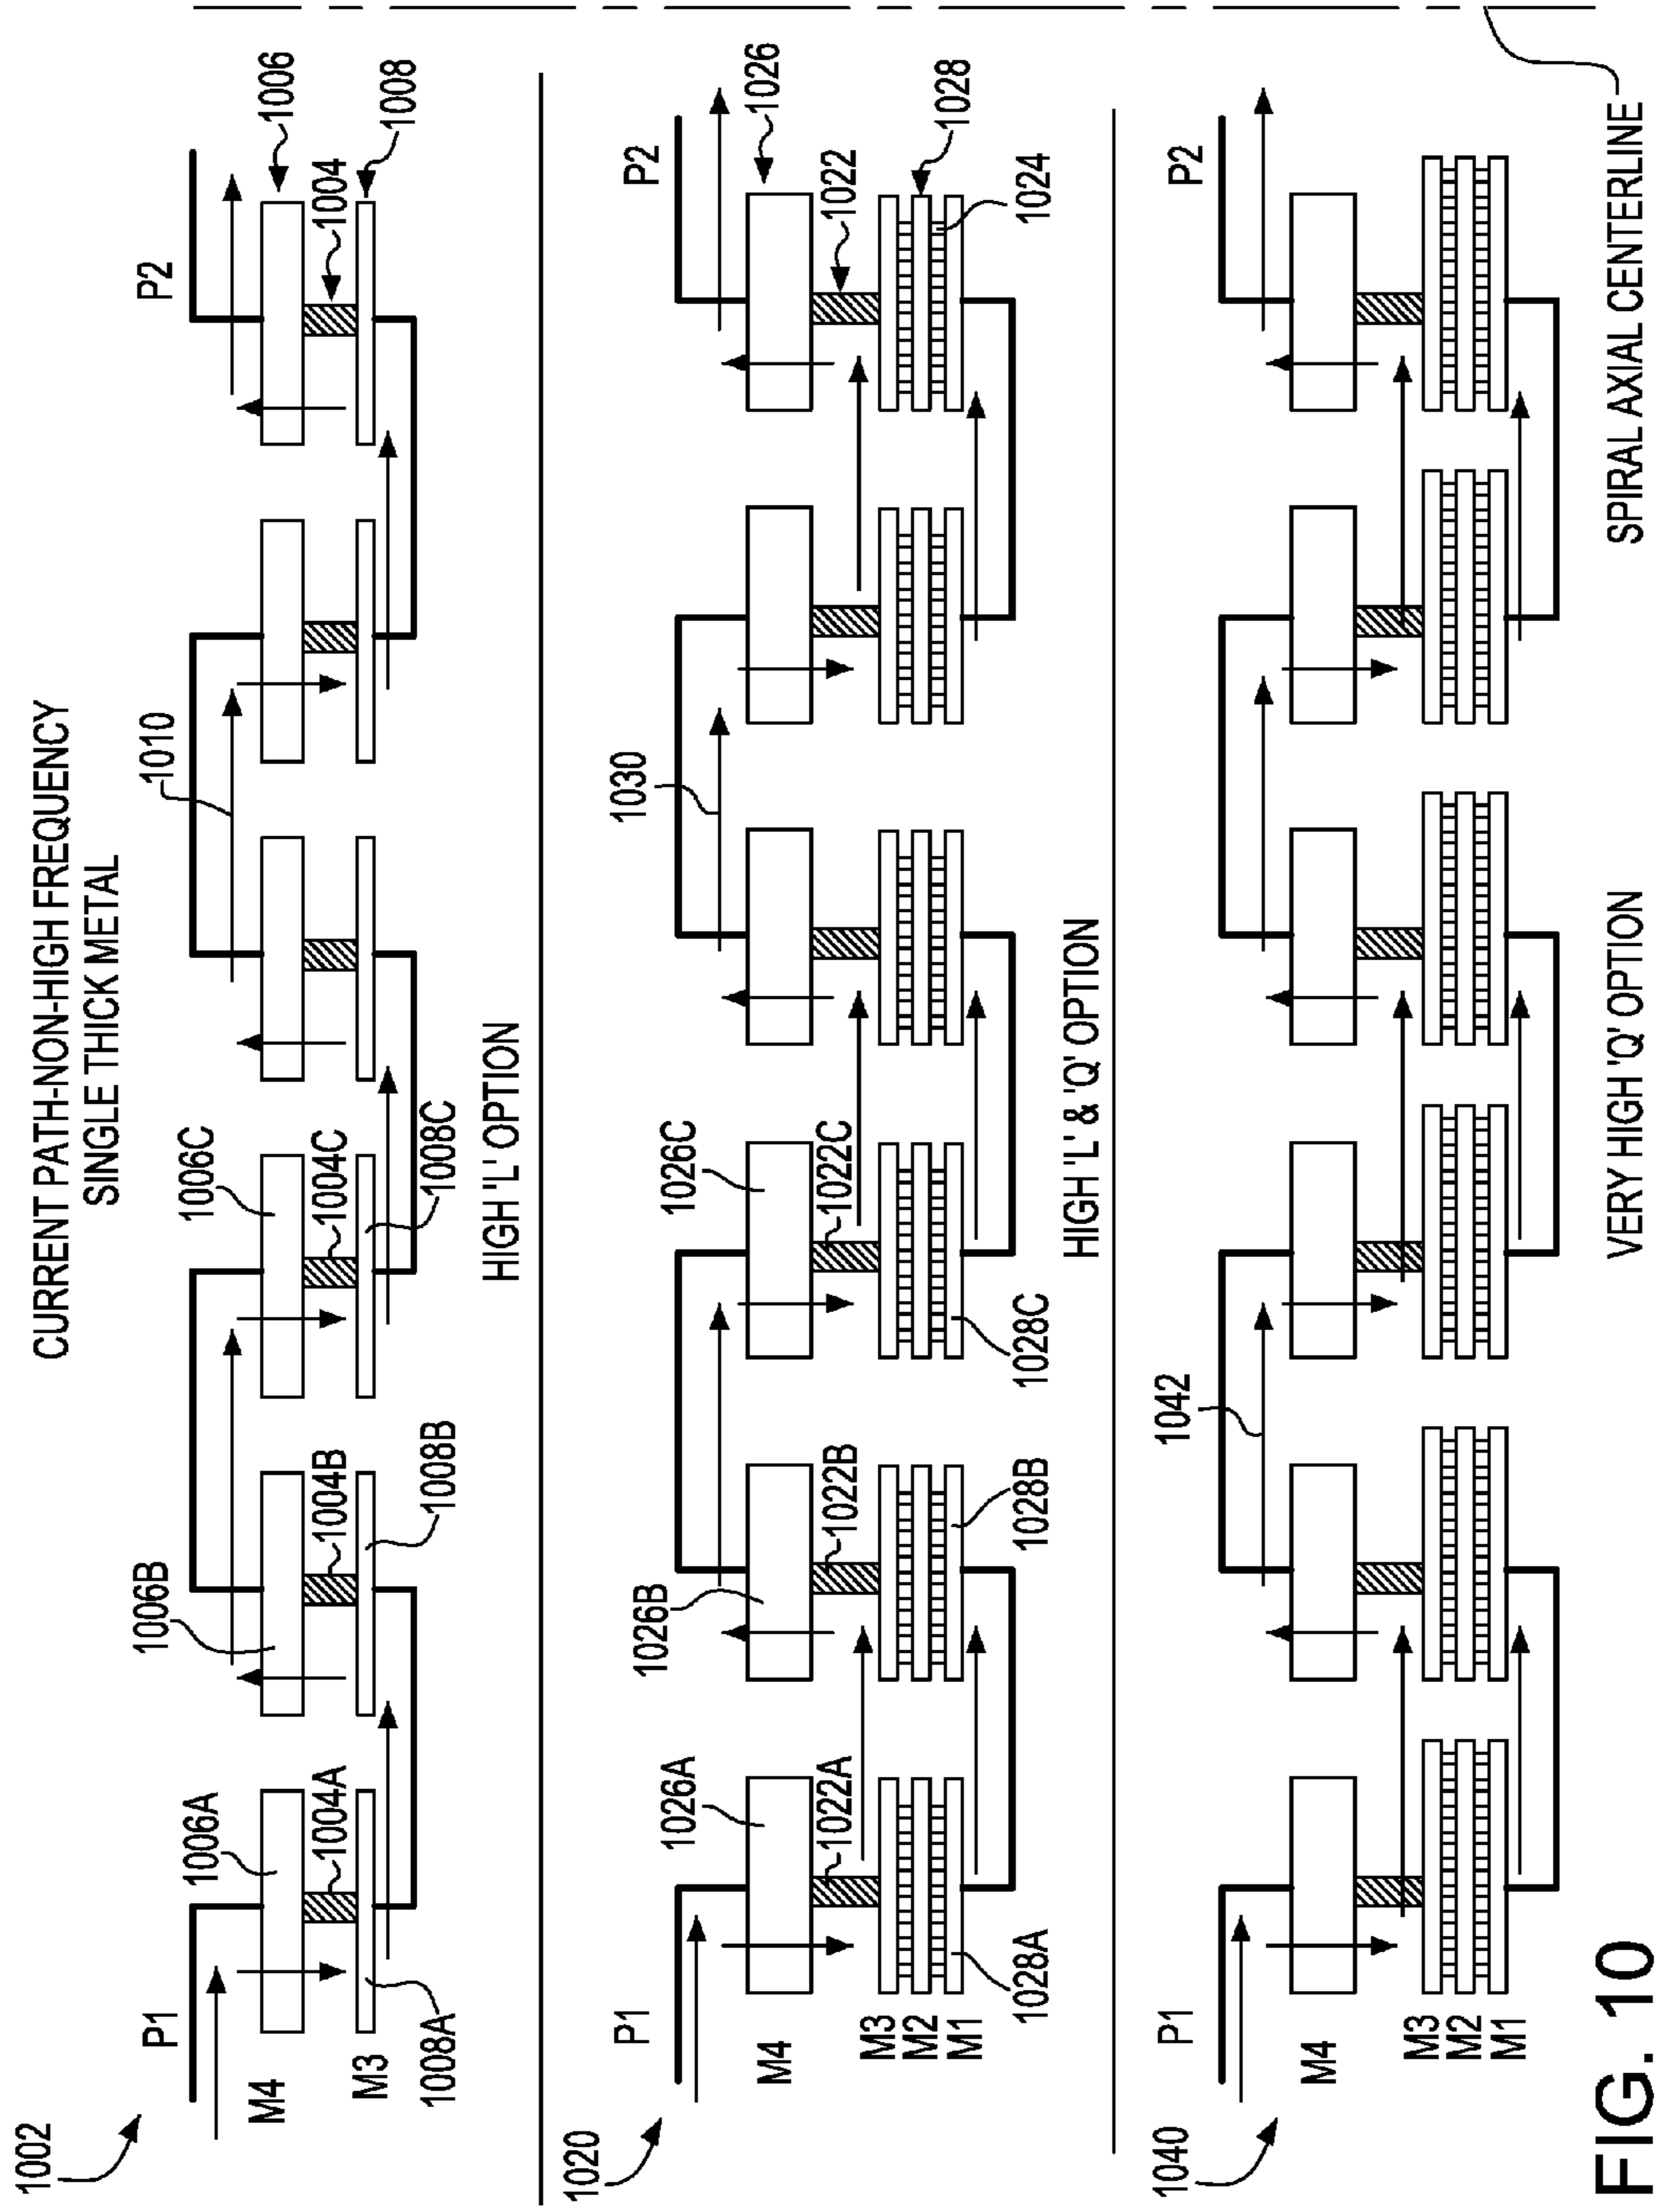 CURRENT PATH-NON-HIGH FREQUENCY
SINGLE THICK METAL
1002
P1
1006A
1006B
1006C
1010
P2
1006
M4
1004A
1004B
1004C
1004
M3
1008A
1008B
1008C
1008
HIGH 'L' OPTION
1020
P1
1026A
1026B
1026C
1030
P2
1026
M4
1022A
1022B
1022C
1022
M3
M2
M1
1028A
1028B
1028C
1028
1024
HIGH 'L' & 'Q' OPTION
1040
P1
1042
P2
M4
M3
M2
M1
VERY HIGH 'Q' OPTION
SPIRAL AXIAL CENTERLINE
FIG. 10